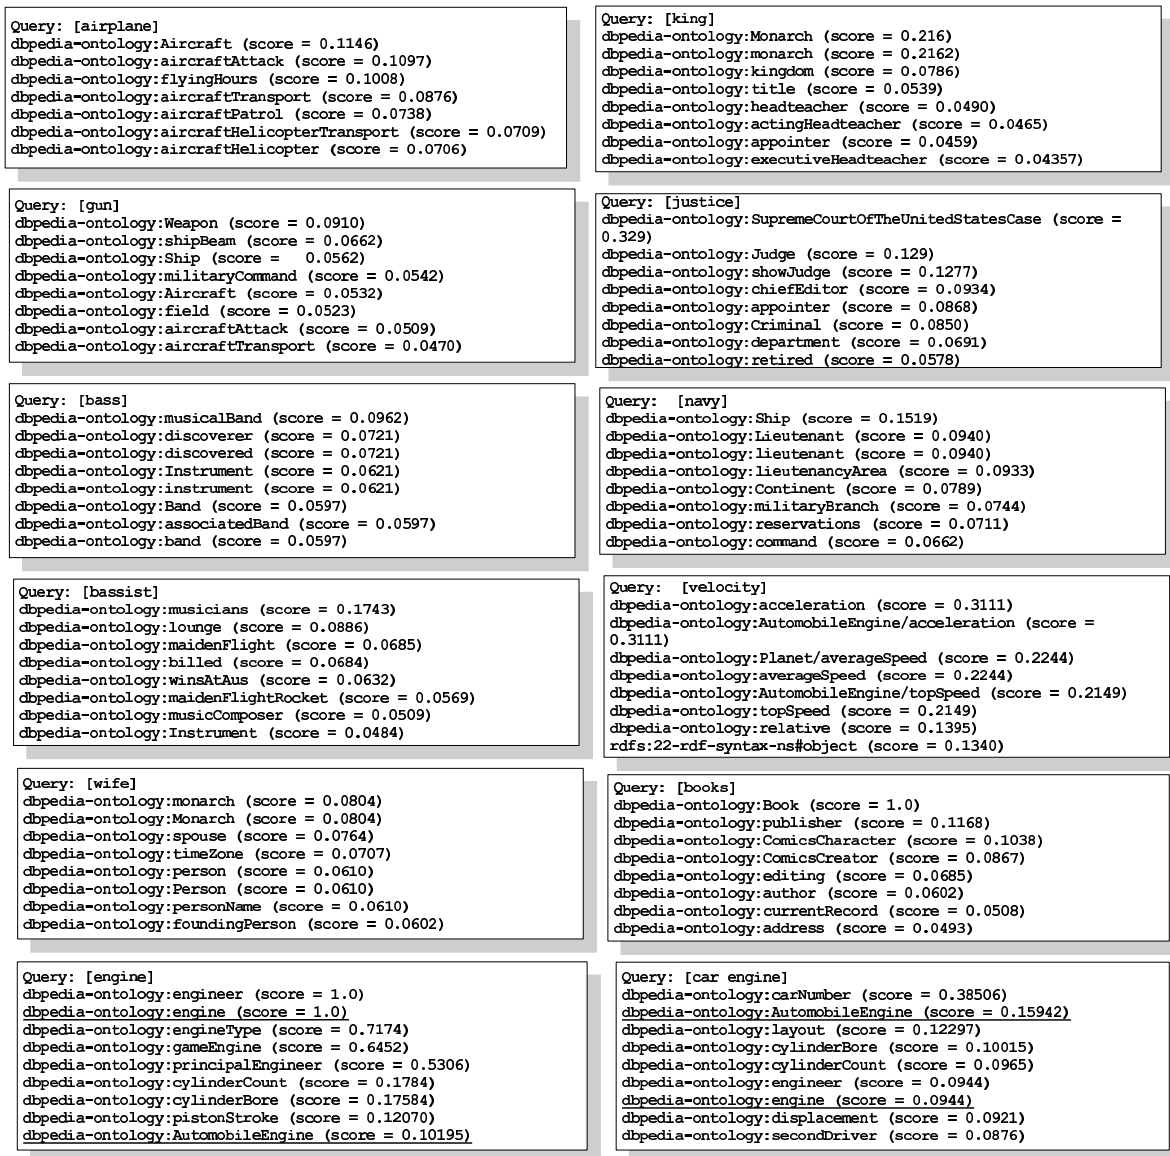 Query: [airplane]
dbpedia-ontology:Aircraft (score = 0.1146)
dbpedia-ontology:aircraftAttack (score = 0.1097)
dbpedia-ontology:flyingHours (score = 0.1008)
dbpedia-ontology:aircraftTransport (score = 0.0876)
dbpedia-ontology:aircraftPatrol (score = 0.0738)
dbpedia-ontology:aircraftHelicopterTransport (score = 0.0709)
dbpedia-ontology:aircraftHelicopter (score = 0.0706)
Query: [king]
dbpedia-ontology:Monarch (score = 0.216)
dbpedia-ontology:monarch (score = 0.2162)
dbpedia-ontology:kingdom (score = 0.0786)
dbpedia-ontology:title (score = 0.0539)
dbpedia-ontology:headteacher (score = 0.0490)
dbpedia-ontology:actingHeadteacher (score = 0.0465)
dbpedia-ontology:appointer (score = 0.0459)
dbpedia-ontology:executiveHeadteacher (score = 0.04357)
Query: [gun]
dbpedia-ontology:Weapon (score = 0.0910)
dbpedia-ontology:shipBeam (score = 0.0662)
dbpedia-ontology:Ship (score =   0.0562)
dbpedia-ontology:militaryCommand (score = 0.0542)
dbpedia-ontology:Aircraft (score = 0.0532)
dbpedia-ontology:field (score = 0.0523)
dbpedia-ontology:aircraftAttack (score = 0.0509)
dbpedia-ontology:aircraftTransport (score = 0.0470)
Query: [justice]
dbpedia-ontology:SupremeCourtOfTheUnitedStatesCase (score =
0.329)
dbpedia-ontology:Judge (score = 0.129)
dbpedia-ontology:showJudge (score = 0.1277)
dbpedia-ontology:chiefEditor (score = 0.0934)
dbpedia-ontology:appointer (score = 0.0868)
dbpedia-ontology:Criminal (score = 0.0850)
dbpedia-ontology:department (score = 0.0691)
dbpedia-ontology:retired (score = 0.0578)
Query: [bass]
dbpedia-ontology:musicalBand (score = 0.0962)
dbpedia-ontology:discoverer (score = 0.0721)
dbpedia-ontology:discovered (score = 0.0721)
dbpedia-ontology:Instrument (score = 0.0621)
dbpedia-ontology:instrument (score = 0.0621)
dbpedia-ontology:Band (score = 0.0597)
dbpedia-ontology:associatedBand (score = 0.0597)
dbpedia-ontology:band (score = 0.0597)
Query:  [navy]
dbpedia-ontology:Ship (score = 0.1519)
dbpedia-ontology:Lieutenant (score = 0.0940)
dbpedia-ontology:lieutenant (score = 0.0940)
dbpedia-ontology:lieutenancyArea (score = 0.0933)
dbpedia-ontology:Continent (score = 0.0789)
dbpedia-ontology:militaryBranch (score = 0.0744)
dbpedia-ontology:reservations (score = 0.0711)
dbpedia-ontology:command (score = 0.0662)
Query: [bassist]
dbpedia-ontology:musicians (score = 0.1743)
dbpedia-ontology:lounge (score = 0.0886)
dbpedia-ontology:maidenFlight (score = 0.0685)
dbpedia-ontology:billed (score = 0.0684)
dbpedia-ontology:winsAtAus (score = 0.0632)
dbpedia-ontology:maidenFlightRocket (score = 0.0569)
dbpedia-ontology:musicComposer (score = 0.0509)
dbpedia-ontology:Instrument (score = 0.0484)
Query:  [velocity]
dbpedia-ontology:acceleration (score = 0.3111)
dbpedia-ontology:AutomobileEngine/acceleration (score =
0.3111)
dbpedia-ontology:Planet/averageSpeed (score = 0.2244)
dbpedia-ontology:averageSpeed (score = 0.2244)
dbpedia-ontology:AutomobileEngine/topSpeed (score = 0.2149)
dbpedia-ontology:topSpeed (score = 0.2149)
dbpedia-ontology:relative (score = 0.1395)
rdfs:22-rdf-syntax-ns#object (score = 0.1340)
Query: [wife]
dbpedia-ontology:monarch (score = 0.0804)
dbpedia-ontology:Monarch (score = 0.0804)
dbpedia-ontology:spouse (score = 0.0764)
dbpedia-ontology:timeZone (score = 0.0707)
dbpedia-ontology:person (score = 0.0610)
dbpedia-ontology:Person (score = 0.0610)
dbpedia-ontology:personName (score = 0.0610)
dbpedia-ontology:foundingPerson (score = 0.0602)
Query: [books]
dbpedia-ontology:Book (score = 1.0)
dbpedia-ontology:publisher (score = 0.1168)
dbpedia-ontology:ComicsCharacter (score = 0.1038)
dbpedia-ontology:ComicsCreator (score = 0.0867)
dbpedia-ontology:editing (score = 0.0685)
dbpedia-ontology:author (score = 0.0602)
dbpedia-ontology:currentRecord (score = 0.0508)
dbpedia-ontology:address (score = 0.0493)
Query: [engine]
dbpedia-ontology:engineer (score = 1.0)
dbpedia-ontology:engine (score = 1.0)
dbpedia-ontology:engineType (score = 0.7174)
dbpedia-ontology:gameEngine (score = 0.6452)
dbpedia-ontology:principalEngineer (score = 0.5306)
dbpedia-ontology:cylinderCount (score = 0.1784)
dbpedia-ontology:cylinderBore (score = 0.17584)
dbpedia-ontology:pistonStroke (score = 0.12070)
dbpedia-ontology:AutomobileEngine (score = 0.10195)
Query: [car engine]
dbpedia-ontology:carNumber (score = 0.38506)
dbpedia-ontology:AutomobileEngine (score = 0.15942)
dbpedia-ontology:layout (score = 0.12297)
dbpedia-ontology:cylinderBore (score = 0.10015)
dbpedia-ontology:cylinderCount (score = 0.0965)
dbpedia-ontology:engineer (score = 0.0944)
dbpedia-ontology:engine (score = 0.0944)
dbpedia-ontology:displacement (score = 0.0921)
dbpedia-ontology:secondDriver (score = 0.0876)